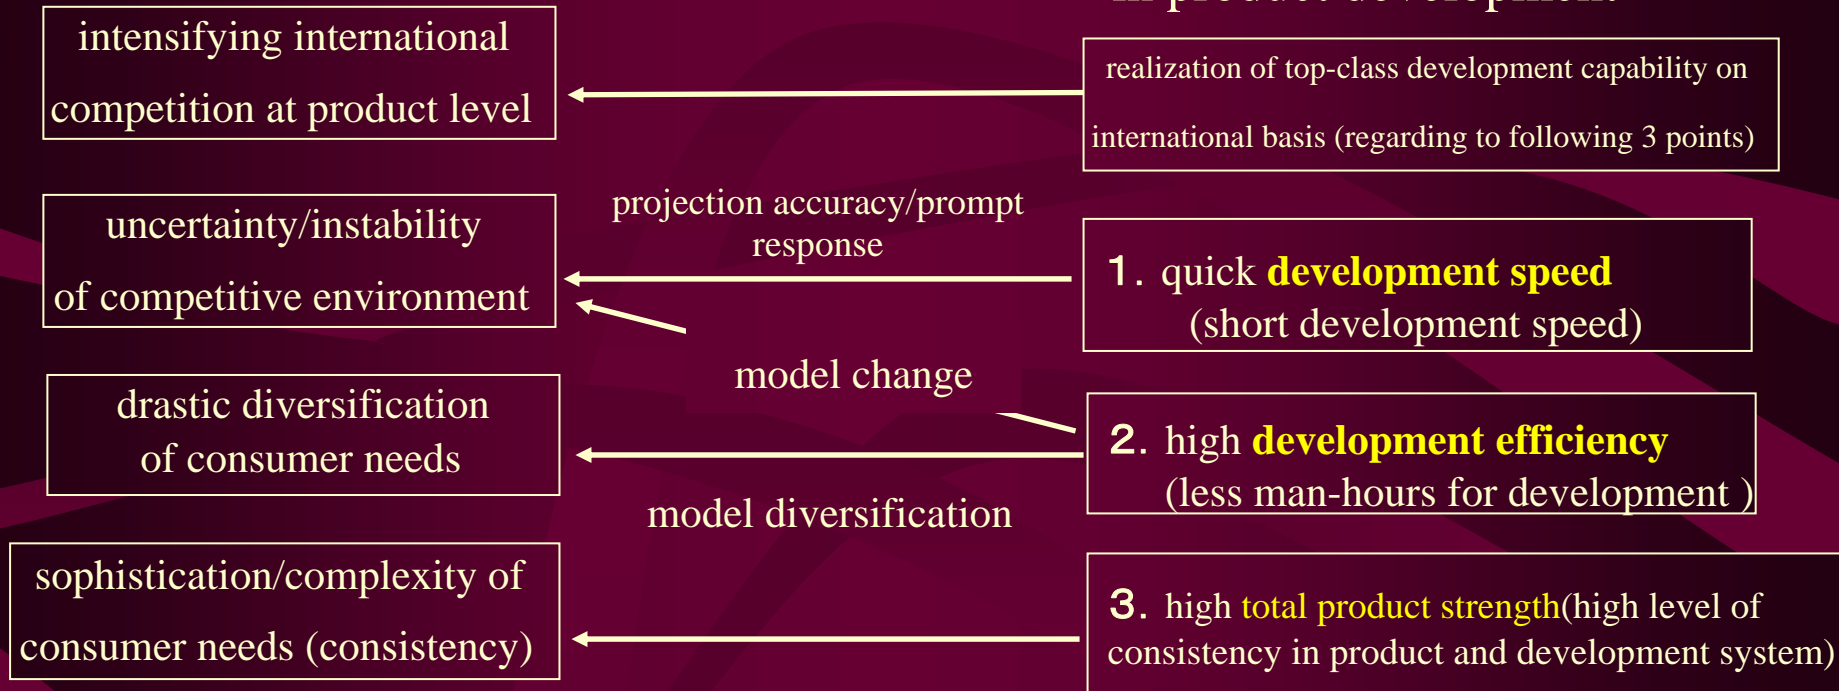 in product development
intensifying international
competition at product level
realization of top-class development capability on
international basis (regarding to following 3 points)
uncertainty/instability
of competitive environment
projection accuracy/prompt
response
1. quick development speed
(short development speed)
model change
drastic diversification
of consumer needs
2. high development efficiency
(less man-hours for development )
model diversification
sophistication/complexity of
consumer needs (consistency)
3. high total product strength(high level of
consistency in product and development system)